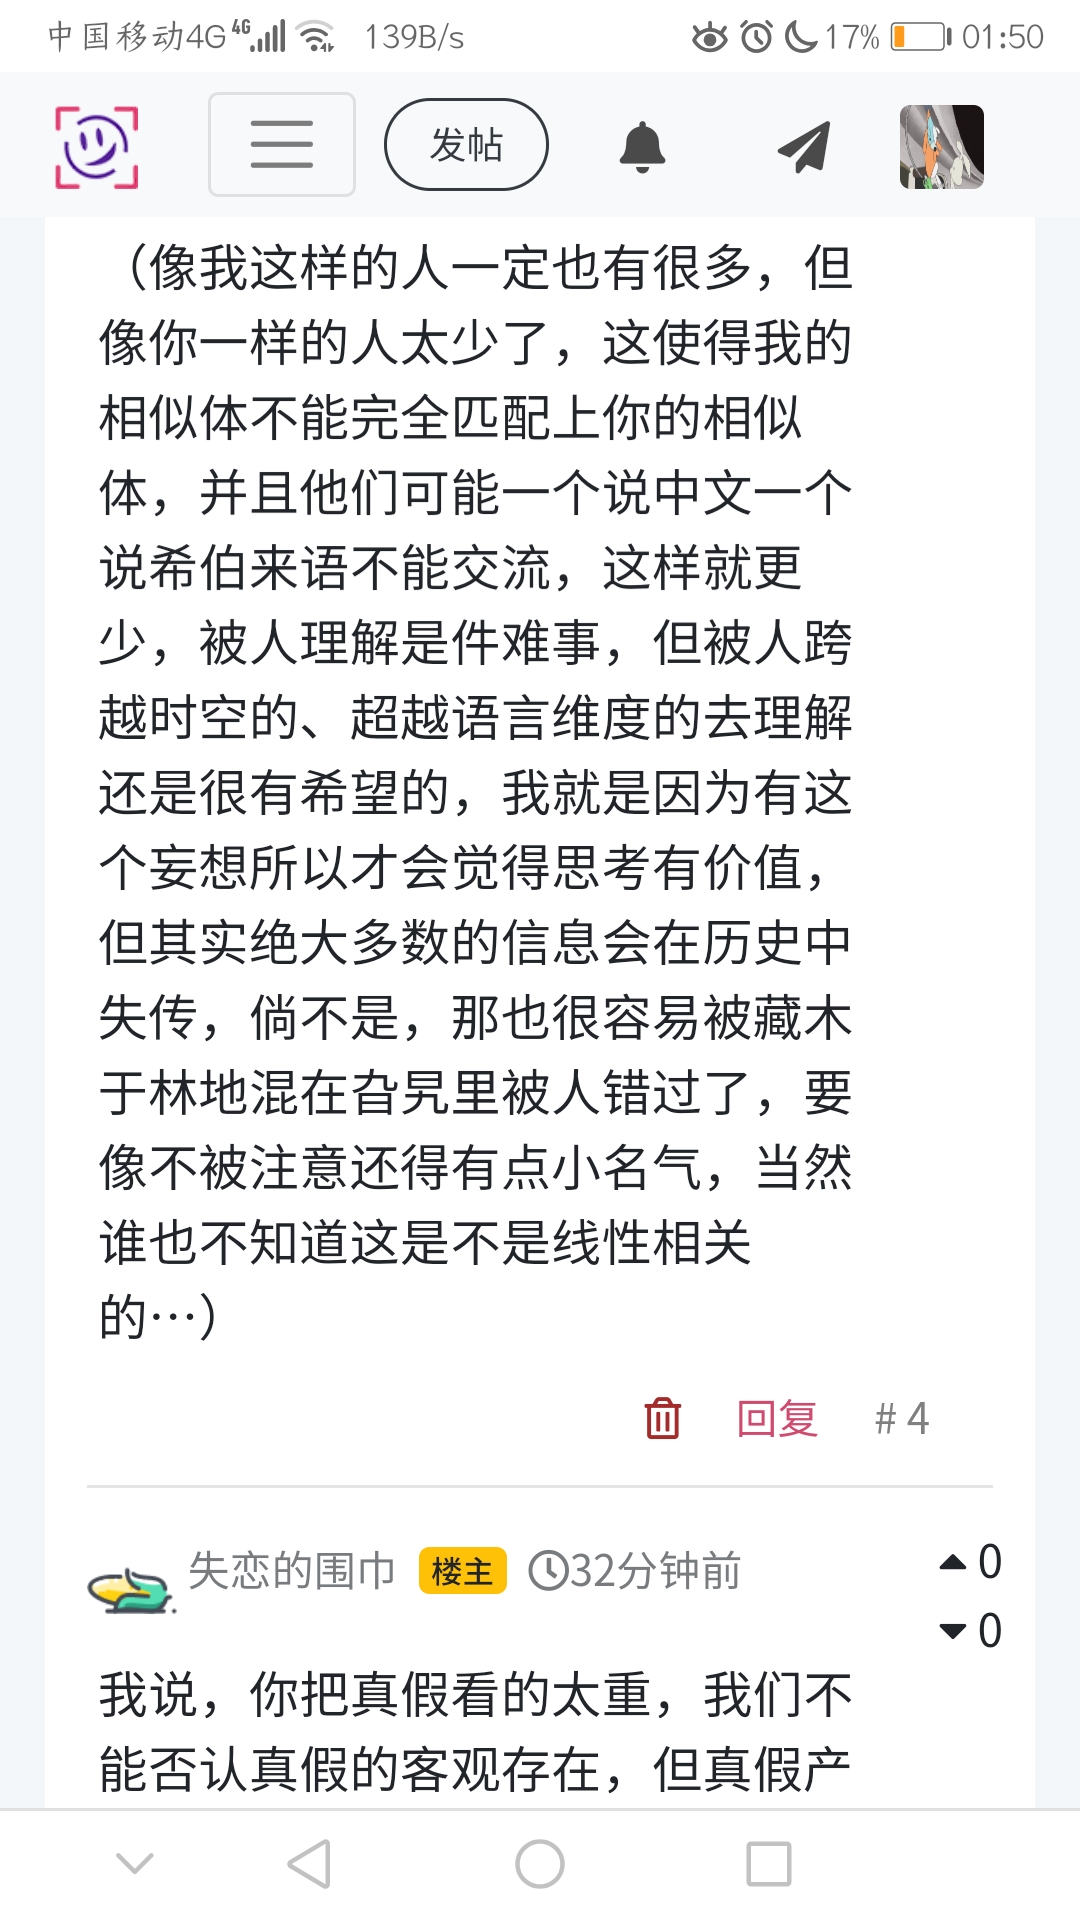 中国移动4G 4G 139B/s 17% 01:50
发帖
（像我这样的人一定也有很多，但
像你一样的人太少了，这使得我的
相似体不能完全匹配上你的相似
体，并且他们可能一个说中文一个
说希伯来语不能交流，这样就更
少，被人理解是件难事，但被人跨
越时空的、超越语言维度的去理解
还是很有希望的，我就是因为有这
个妄想所以才会觉得思考有价值，
但其实绝大多数的信息会在历史中
失传，倘不是，那也很容易被藏木
于林地混在旮旯里被人错过了，要
像不被注意还得有点小名气，当然
谁也不知道这是不是线性相关
的…）
回复 #4
失恋的围巾 楼主 32分钟前 0
0
我说，你把真假看的太重，我们不
能否认真假的客观存在，但真假产